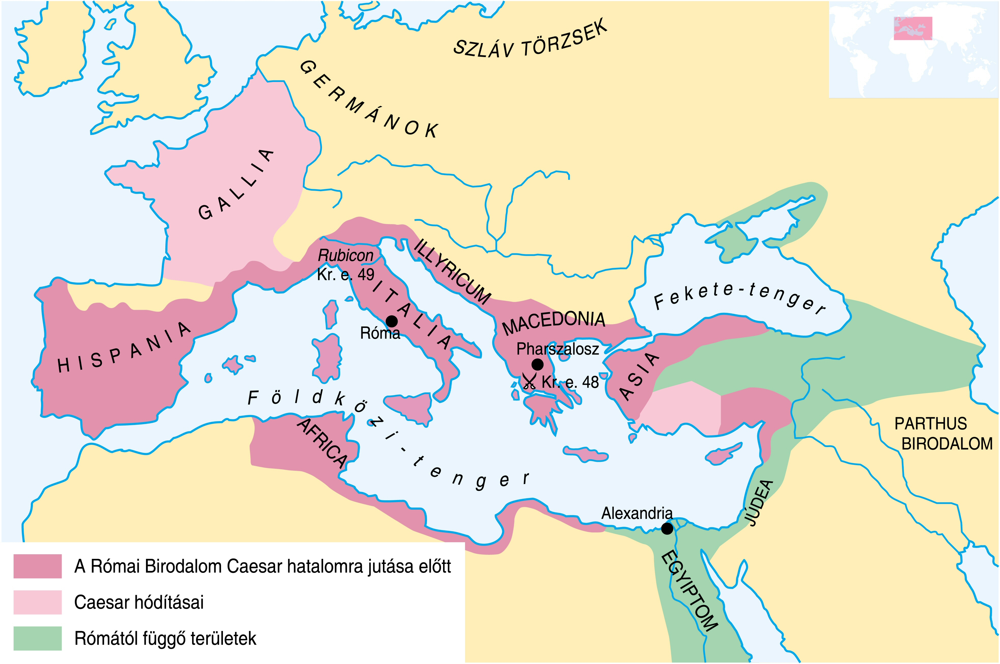 SZLÁV TÖRZSEK
GERMÁNOK
GALLIA
Rubicon
Kr. e. 49
ILLYRICUM
ITALIA
Róma
Fekete-tenger
MACEDONIA
HISPANIA
Pharszalosz
Kr. e. 48
ASIA
Földközi-tenger
AFRICA
PARTHUS
BIRODALOM
JÚDEA
Alexandria
EGYIPTOM
A Római Birodalom Caesar hatalomra jutása előtt
Caesar hódításai
Rómától függő területek